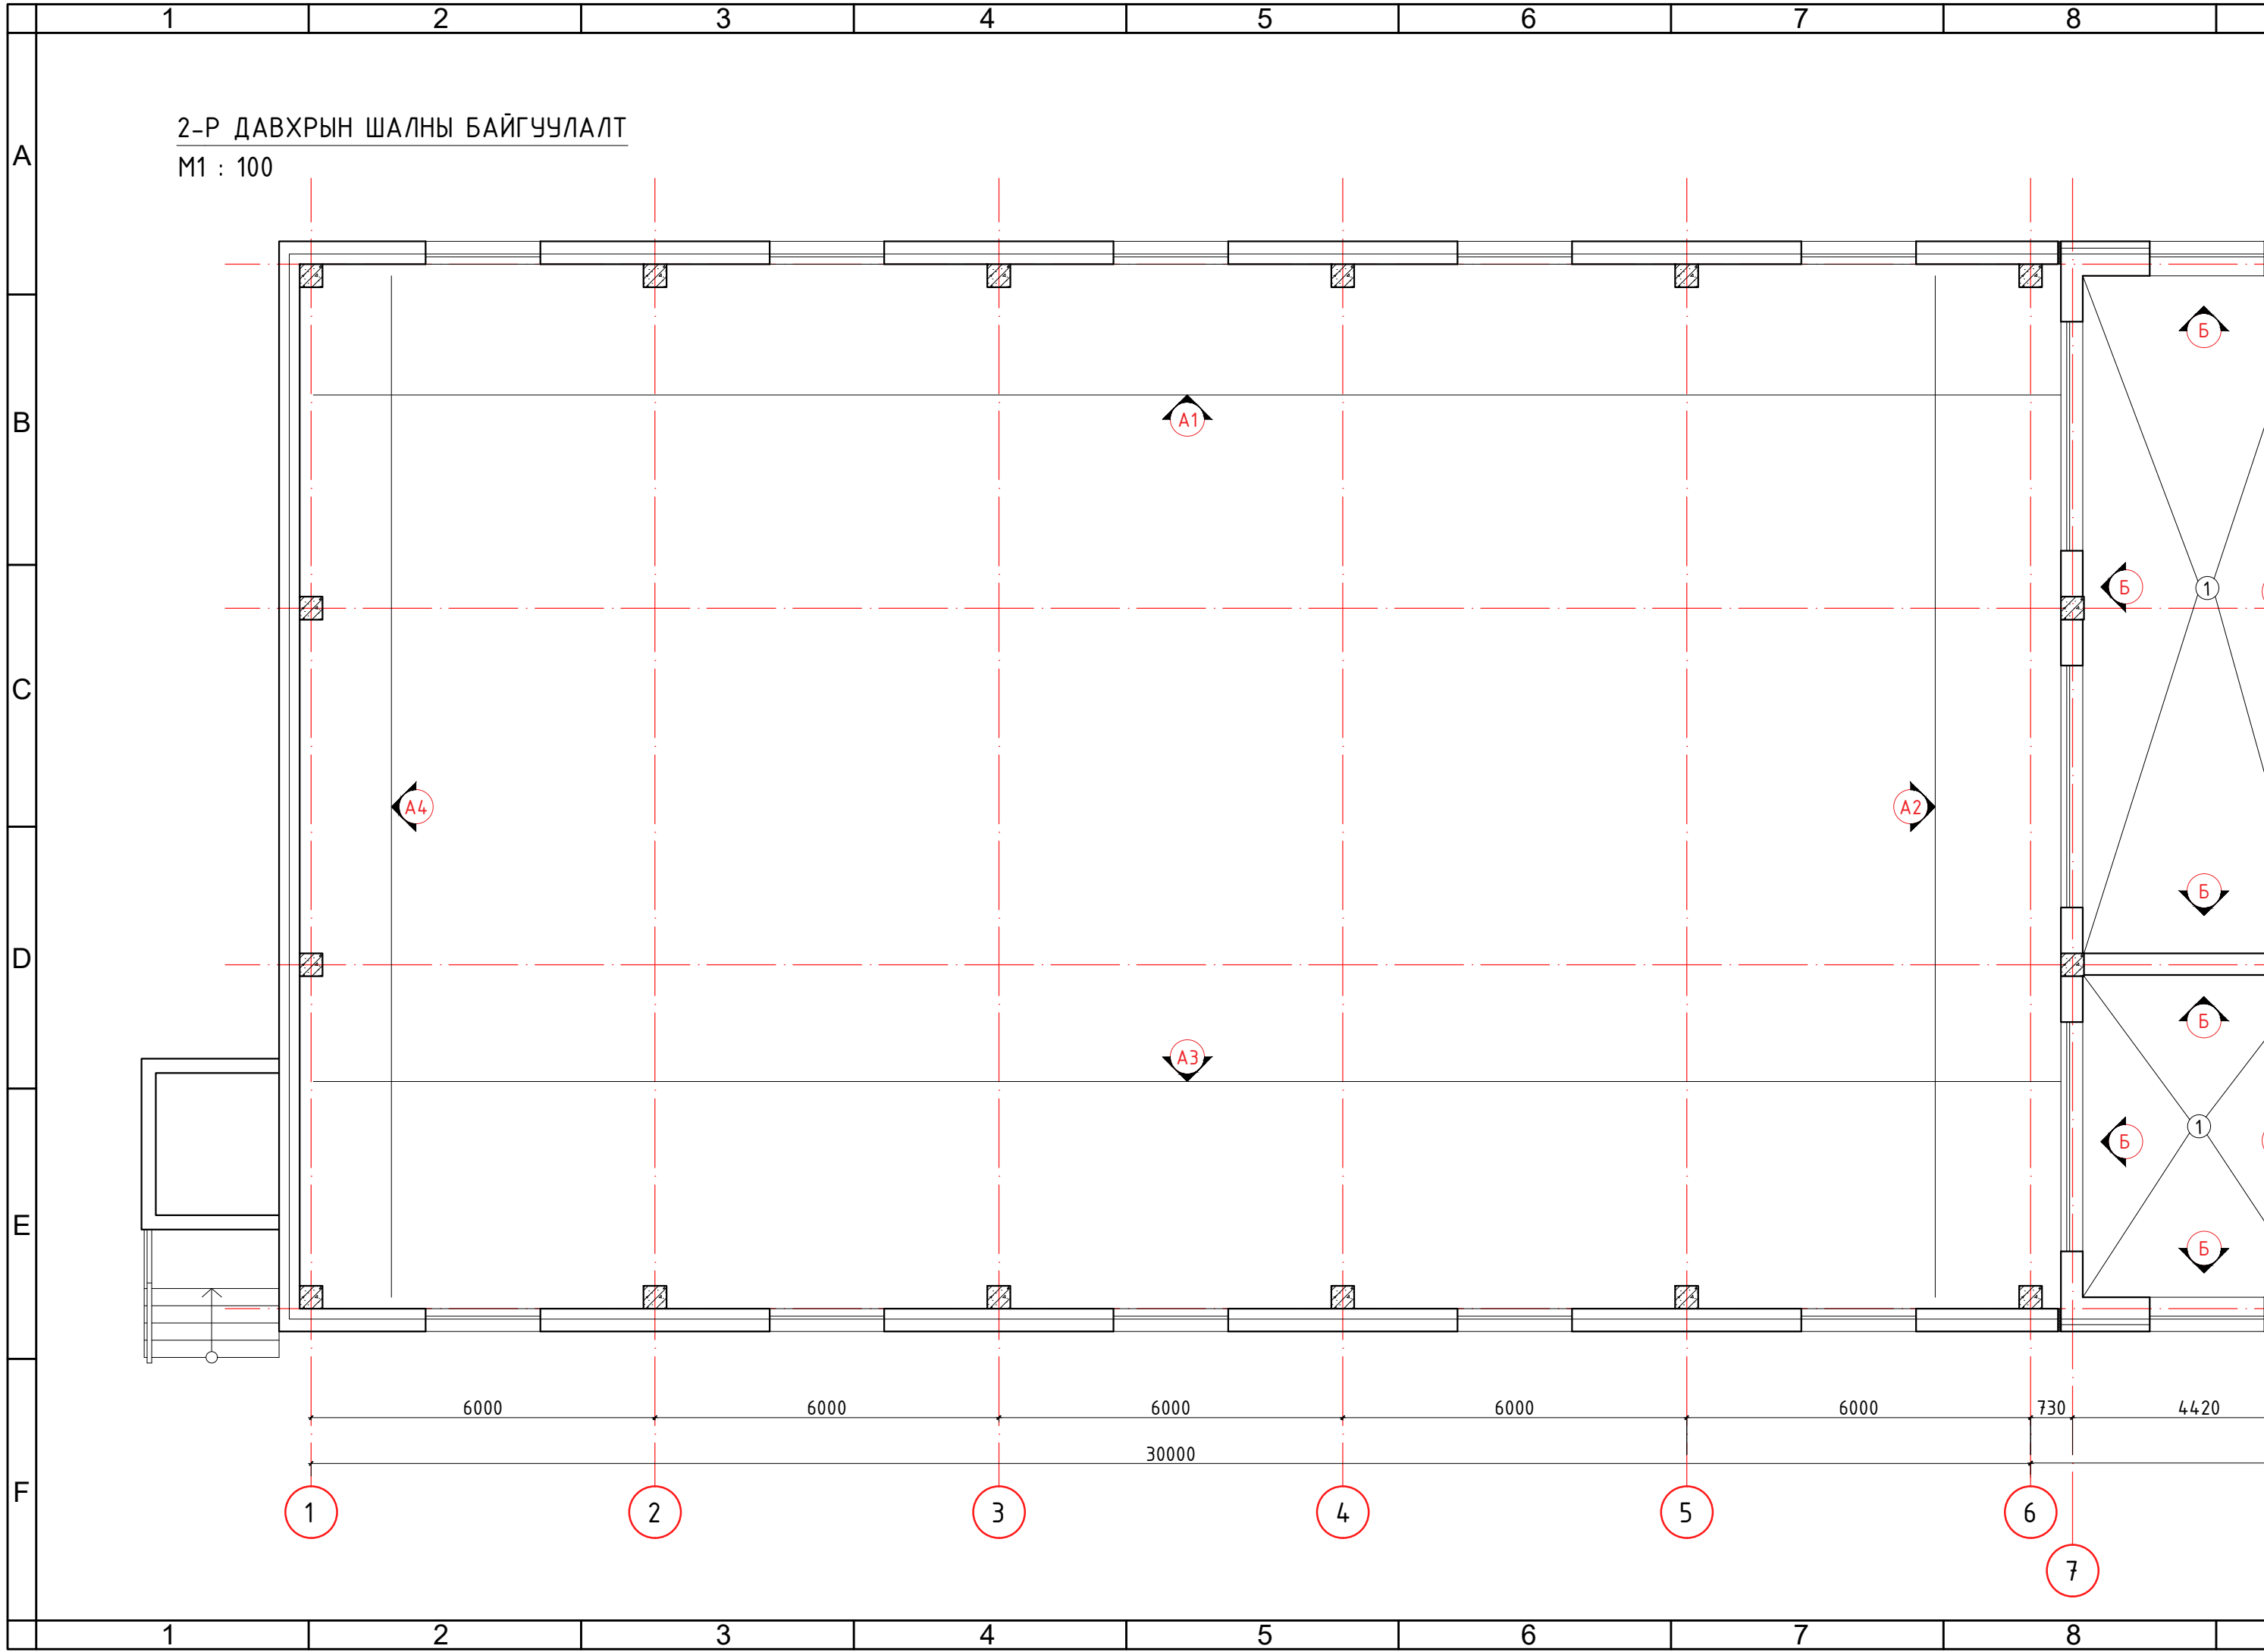 1 2 3 4 5 6 7 8
2-Р ДАВХРЫН ШАЛНЫ БАЙГУУЛАЛТ
М1 : 100
A
B
C
D
E
F
Б
А1
Б
1
А4
А2
Б
Б
А3
1
Б
Б
6000 6000 6000 6000 6000 730 4420
30000
1 2 3 4 5 6
7
1 2 3 4 5 6 7 8